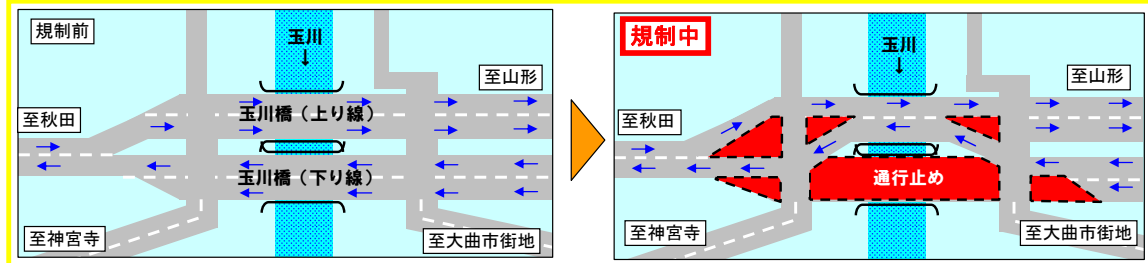 規制前
玉川
↓
至山形
玉川橋（上り線）
至秋田
玉川橋（下り線）
至神宮寺
至大曲市街地
規制中
玉川
↓
至山形
至秋田
通行止め
至神宮寺
至大曲市街地